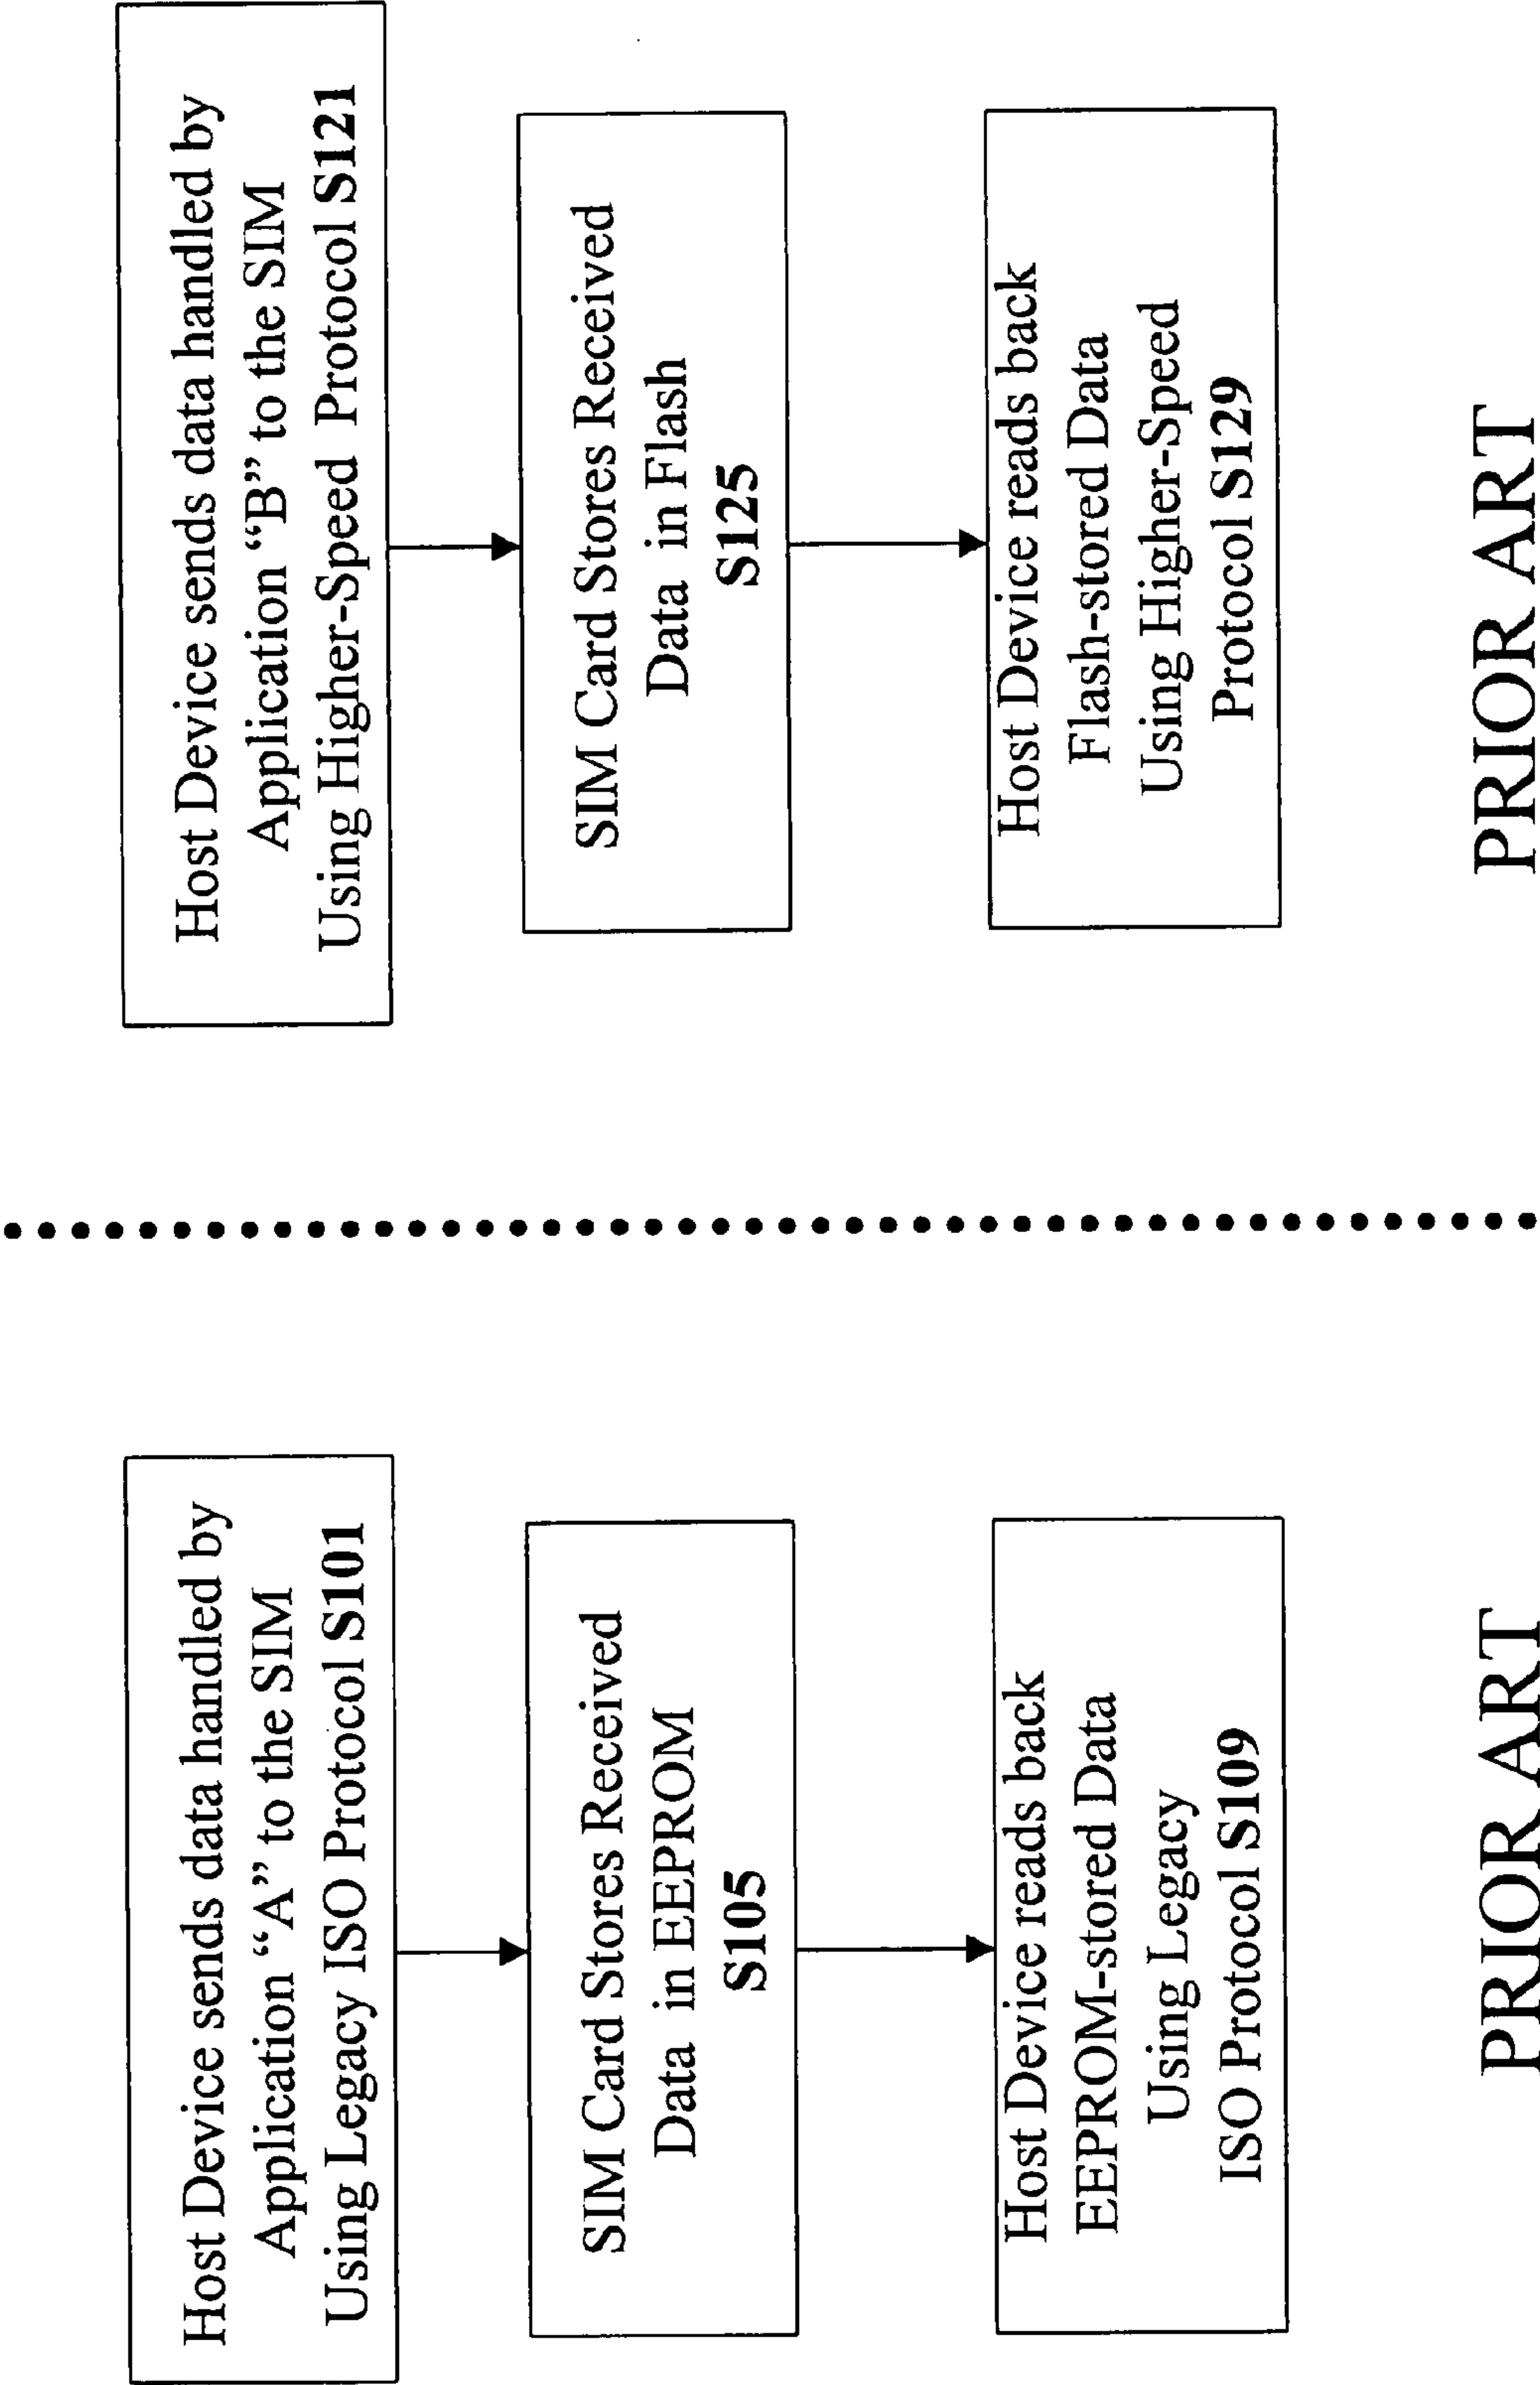 Host Device sends data handled by
Application “A” to the SIM
Using Legacy ISO Protocol S101
SIM Card Stores Received
Data in EEPROM
S105
Host Device reads back
EEPROM-stored Data
Using Legacy
ISO Protocol S109
PRIOR ART
Host Device sends data handled by
Application “B” to the SIM
Using Higher-Speed Protocol S121
SIM Card Stores Received
Data in Flash
S125
Host Device reads back
Flash-stored Data
Using Higher-Speed
Protocol S129
PRIOR ART